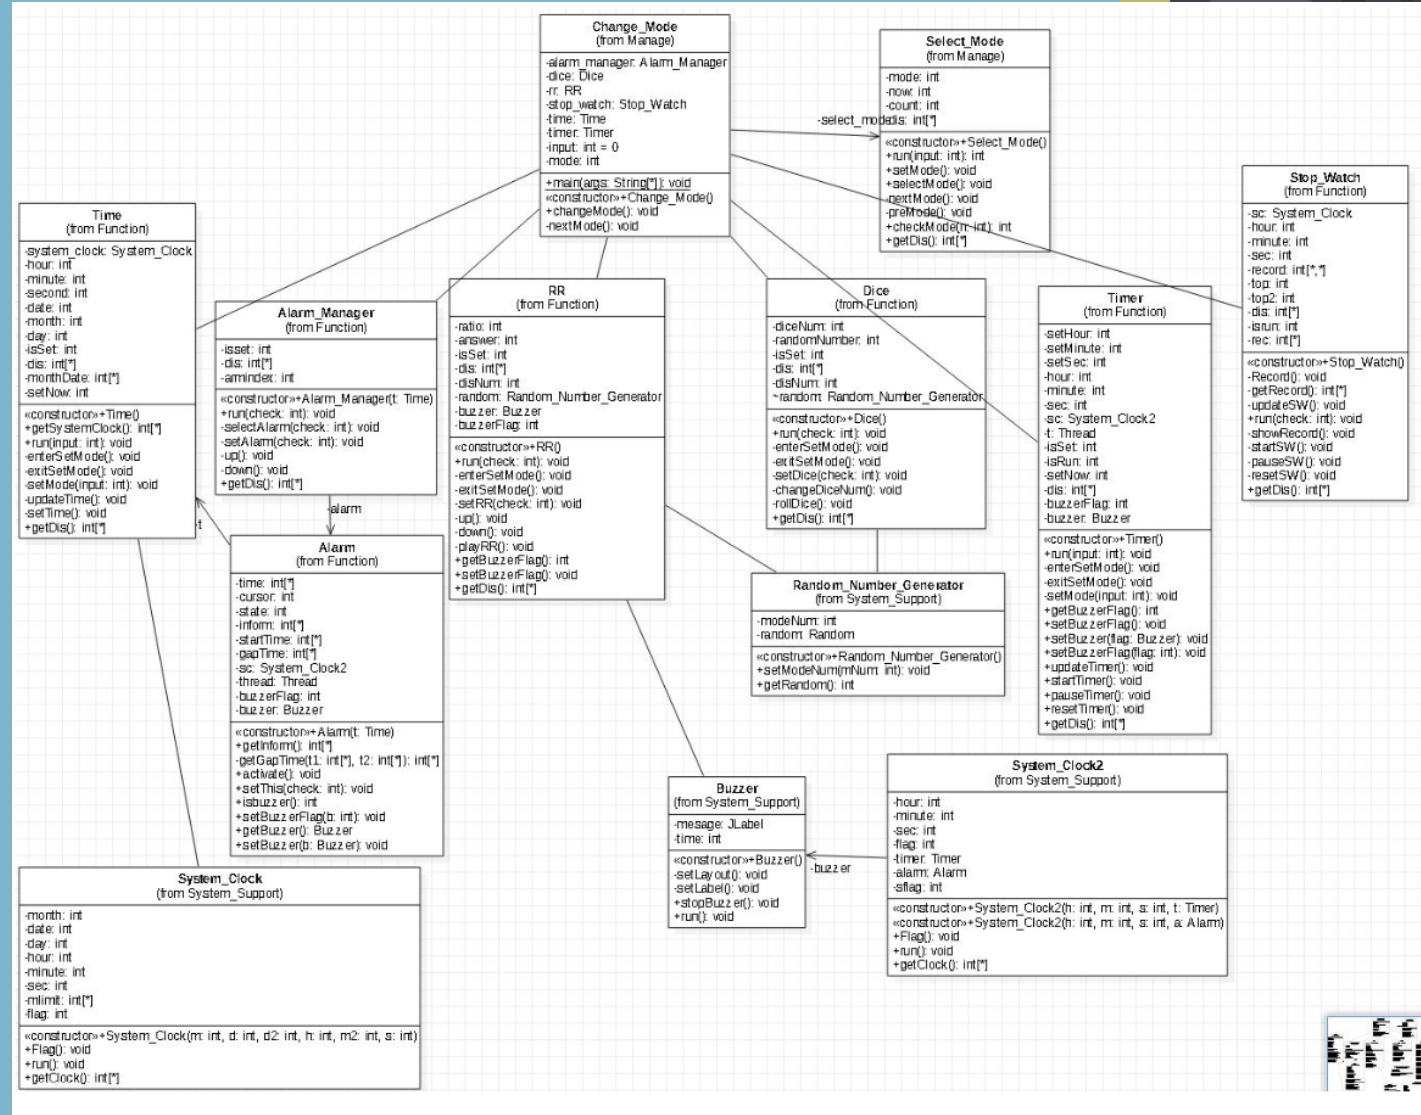 Change_Mode
(from Manage)
-alarm_manager: Alarm_Manager
-dice: Dice
-rr: RR
-stop_watch: Stop_Watch
-time: Time
-timer: Timer
-input: int = 0
-mode: int
+main(args: String[*]): void
«constructor»+Change_Mode()
+changeMode(): void
-nextMode(): void
-select_mode
Select_Mode
(from Manage)
-mode: int
-now: int
-count: int
-dis: int[*]
«constructor»+Select_Mode()
+run(input: int): int
+setMode(): void
+selectMode(): void
-nextMode(): void
-preMode(): void
+checkMode(n: int): int
+getDis(): int[*]
Stop_Watch
(from Function)
-sc: System_Clock
-hour: int
-minute: int
-sec: int
-record: int[*,*]
-top: int
-top2: int
-dis: int[*]
-isrun: int
-rec: int[*]
«constructor»+Stop_Watch()
-Record(): void
-getRecord(): int[*]
-updateSW(): void
+run(check: int): void
-showRecord(): void
-startSW(): void
-pauseSW(): void
-resetSW(): void
+getDis(): int[*]
Time
(from Function)
-system_clock: System_Clock
-hour: int
-minute: int
-second: int
-date: int
-month: int
-day: int
-isSet: int
-dis: int[*]
-monthDate: int[*]
-setNow: int
«constructor»+Time()
+getSystemClock(): int[*]
+run(input: int): void
-enterSetMode(): void
-exitSetMode(): void
-setMode(input: int): void
-updateTime(): void
-setTime(): void
+getDis(): int[*]
-t
Alarm_Manager
(from Function)
-isset: int
-dis: int[*]
-armindex: int
«constructor»+Alarm_Manager(t: Time)
+run(check: int): void
-selectAlarm(check: int): void
-setAlarm(check: int): void
-up(): void
-down(): void
+getDis(): int[*]
-alarm
RR
(from Function)
-ratio: int
-answer: int
-isSet: int
-dis: int[*]
-disNum: int
-random: Random_Number_Generator
-buzzer: Buzzer
-buzzerFlag: int
«constructor»+RR()
+run(check: int): void
-enterSetMode(): void
-exitSetMode(): void
-setRR(check: int): void
-up(): void
-down(): void
-playRR(): void
+getBuzzerFlag(): int
+setBuzzerFlag(): void
+getDis(): int[*]
Dice
(from Function)
-diceNum: int
-randomNumber: int
-isSet: int
-dis: int[*]
-disNum: int
~random: Random_Number_Generator
«constructor»+Dice()
+run(check: int): void
-enterSetMode(): void
-exitSetMode(): void
-setDice(check: int): void
-changeDiceNum(): void
-rollDice(): void
+getDis(): int[*]
Timer
(from Function)
-setHour: int
-setMinute: int
-setSec: int
-hour: int
-minute: int
-sec: int
-sc: System_Clock2
-t: Thread
-isSet: int
-isRun: int
-setNow: int
-dis: int[*]
-buzzerFlag: int
-buzzer: Buzzer
«constructor»+Timer()
+run(input: int): void
-enterSetMode(): void
-exitSetMode(): void
-setMode(input: int): void
+getBuzzerFlag(): int
+setBuzzerFlag(): void
+setBuzzer(flag: Buzzer): void
+setBuzzerFlag(flag: int): void
+updateTimer(): void
+startTimer(): void
+pauseTimer(): void
+resetTimer(): void
+getDis(): int[*]
Alarm
(from Function)
-time: int[*]
-cursor: int
-state: int
-inform: int[*]
-startTime: int[*]
-gapTime: int[*]
-sc: System_Clock2
-thread: Thread
-buzzerFlag: int
-buzzer: Buzzer
«constructor»+Alarm(t: Time)
+getInform(): int[*]
-getGapTime(t1: int[*], t2: int[*]): int[*]
+activate(): void
+setThis(check: int): void
+isbuzzer(): int
+setBuzzerFlag(b: int): void
+getBuzzer(): Buzzer
+setBuzzer(b: Buzzer): void
Random_Number_Generator
(from System_Support)
-modeNum: int
-random: Random
«constructor»+Random_Number_Generator()
+setModeNum(mNum: int): void
+getRandom(): int
Buzzer
(from System_Support)
-mesage: JLabel
-time: int
«constructor»+Buzzer()
-setLayout(): void
-setLabel(): void
+stopBuzzer(): void
+run(): void
-buzzer
System_Clock2
(from System_Support)
-hour: int
-minute: int
-sec: int
-flag: int
-timer: Timer
-alarm: Alarm
-sflag: int
«constructor»+System_Clock2(h: int, m: int, s: int, t: Timer)
«constructor»+System_Clock2(h: int, m: int, s: int, a: Alarm)
+Flag(): void
+run(): void
+getClock(): int[*]
System_Clock
(from System_Support)
-month: int
-date: int
-day: int
-hour: int
-minute: int
-sec: int
-mlimit: int[*]
-flag: int
«constructor»+System_Clock(m: int, d: int, d2: int, h: int, m2: int, s: int)
+Flag(): void
+run(): void
+getClock(): int[*]